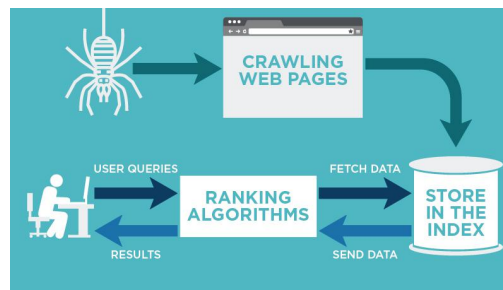 CRAWLING
WEB PAGES
USER QUERIES
FETCH DATA
RANKING
ALGORITHMS
STORE
IN THE
INDEX
RESULTS
SEND DATA